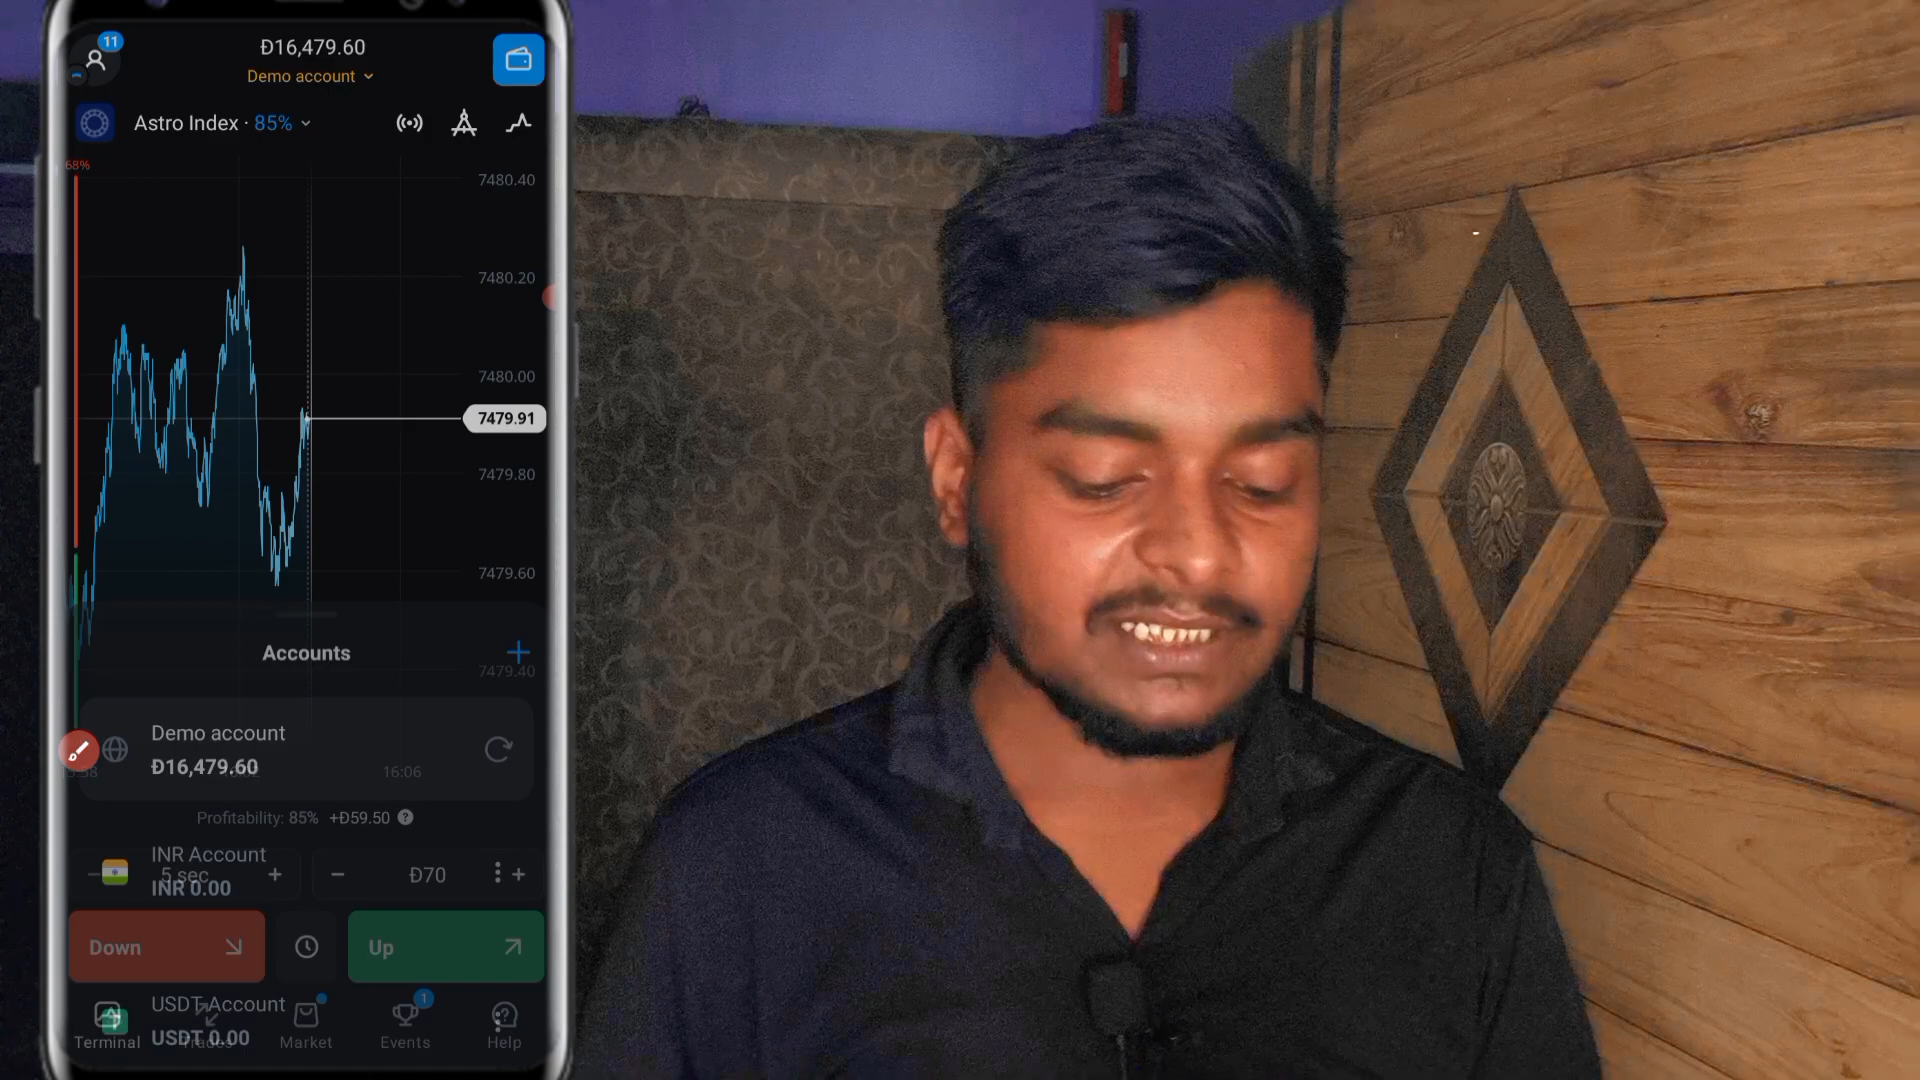 11
Đ16,479.60
Demo account
Astro Index · 85%
68%
7480.40
7480.20
7480.00
7479.91
7479.80
7479.60
Accounts
7479.40
Demo account
Đ16,479.60
16:06
Profitability: 85% +Đ59.50 ?
INR Account
5 sec
Đ70
INR 0.00
Down
Up
USDT Account
1
Terminal
USDT 0.00
Trades
Market
Events
Help